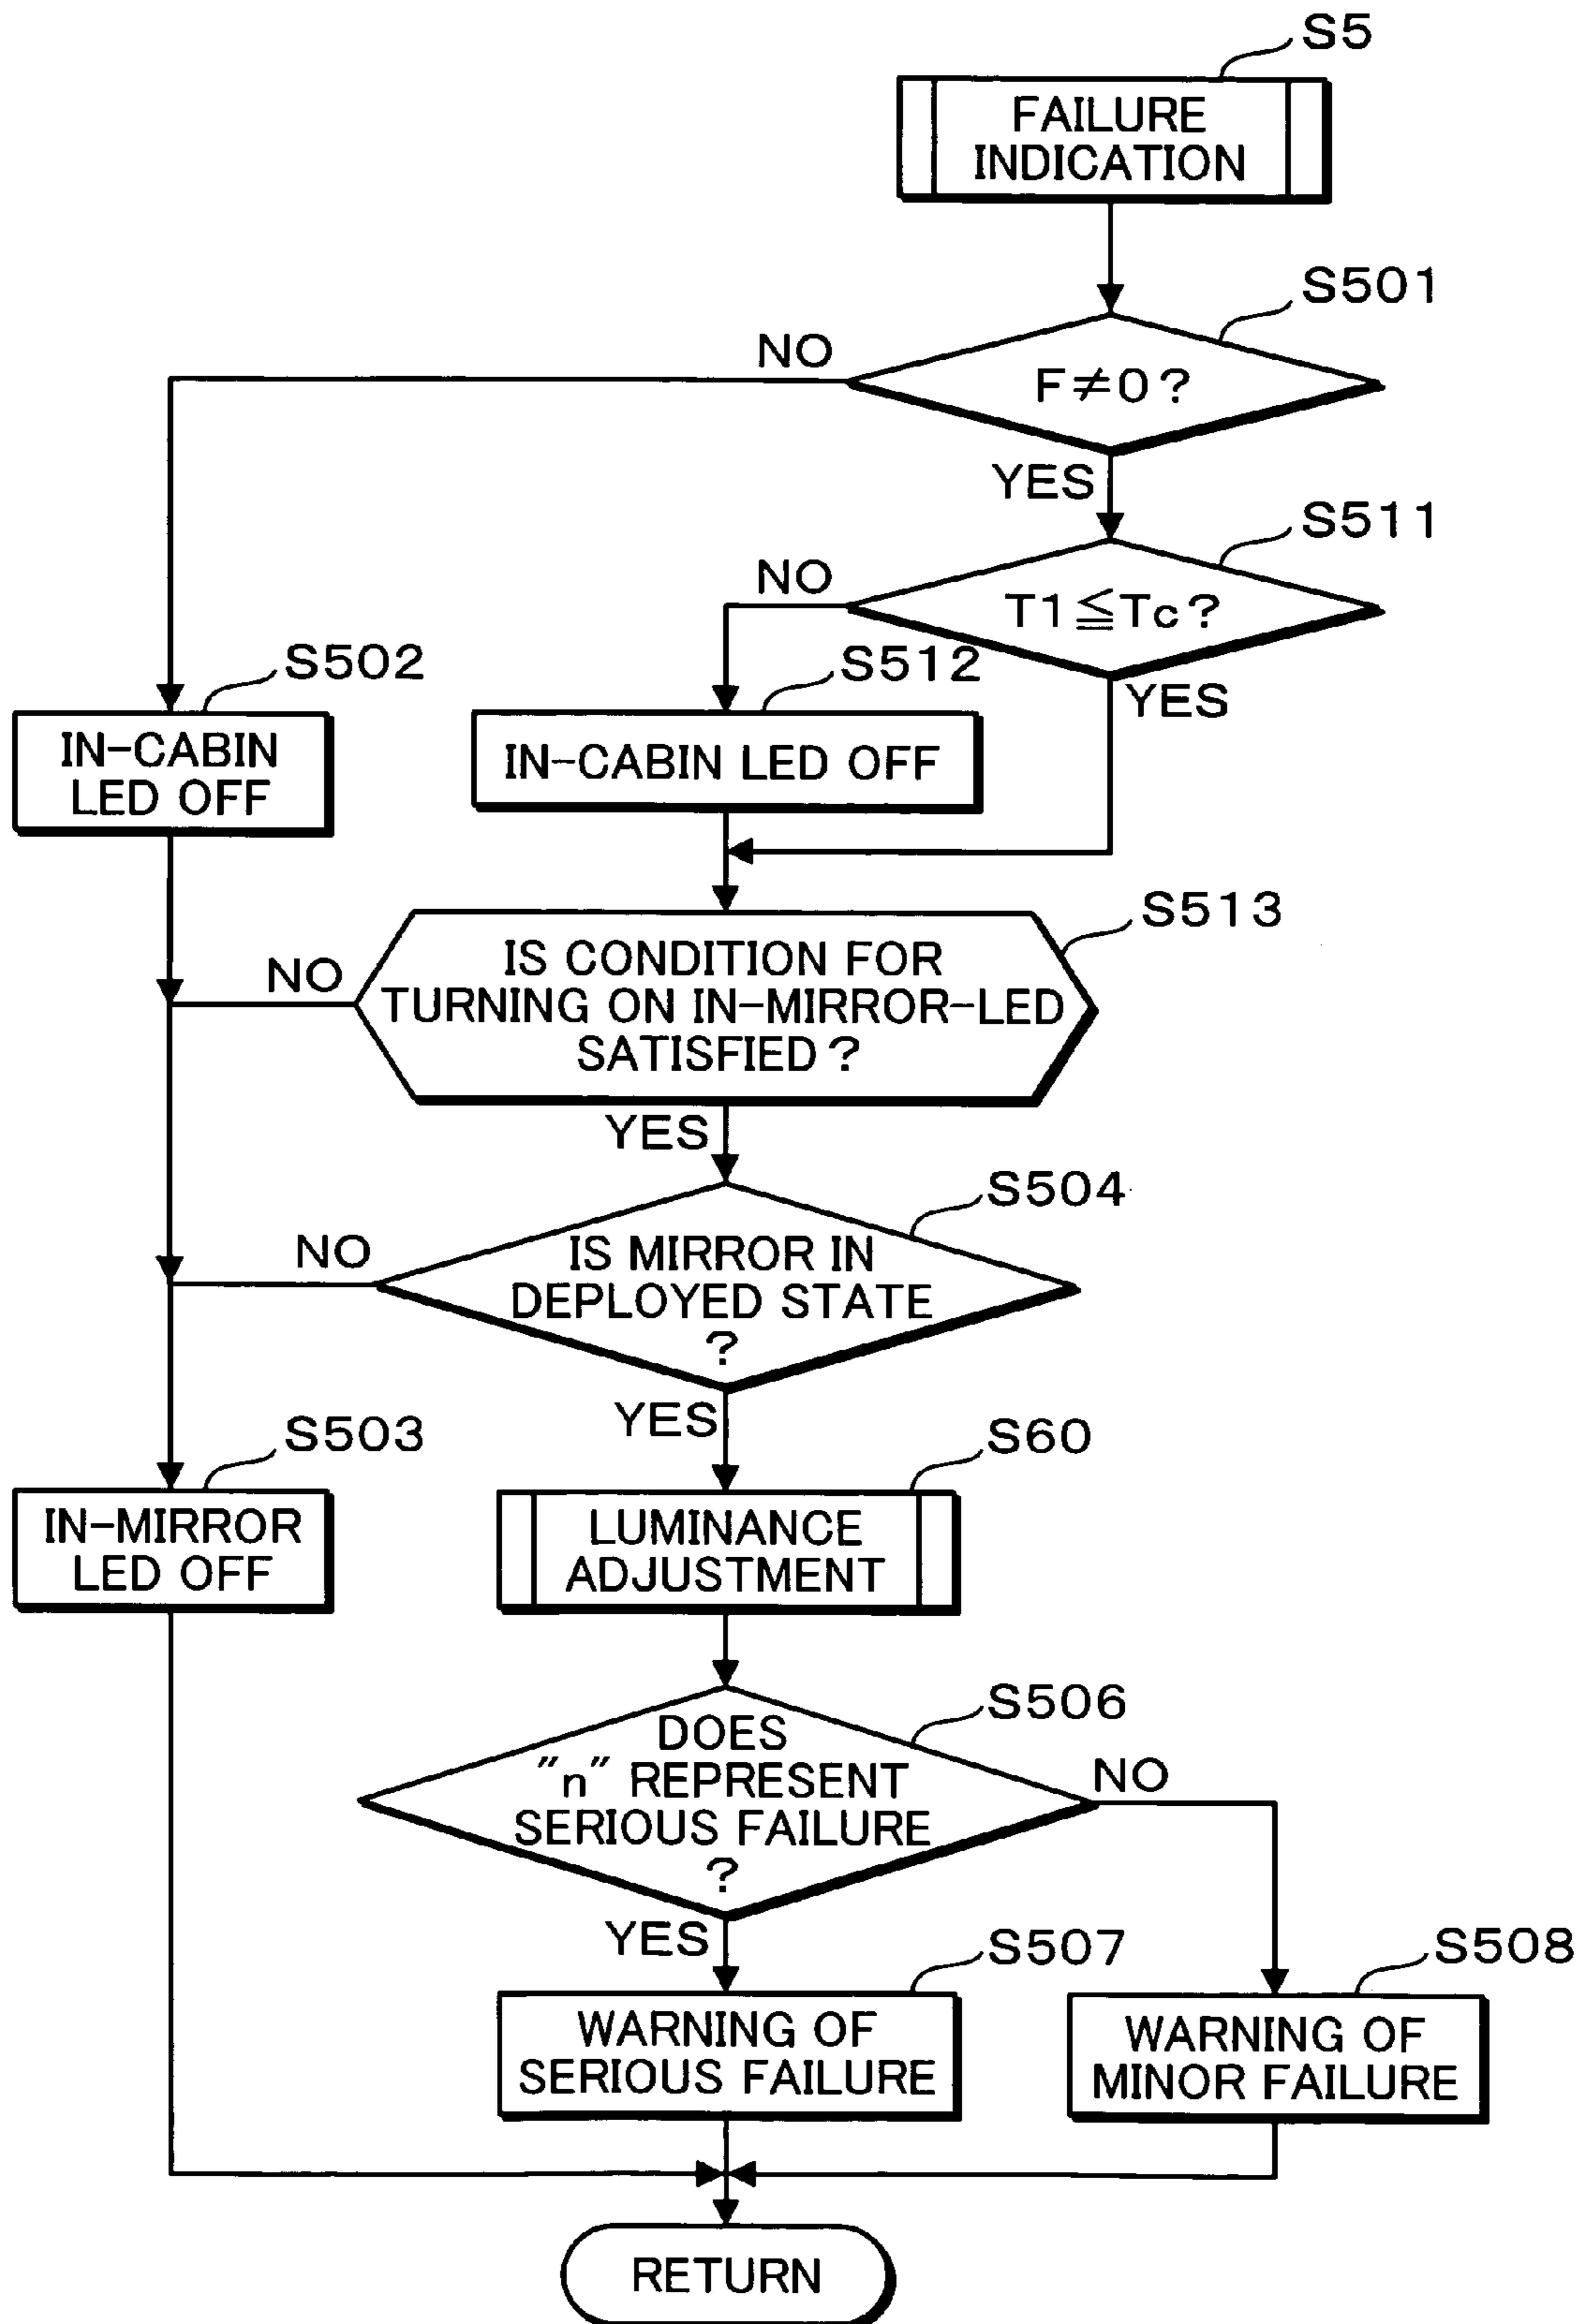 S5
FAILURE
INDICATION
S501
NO
F≠0?
YES
S511
NO
T1≦Tc?
YES
S502
IN-CABIN
LED OFF
S512
IN-CABIN LED OFF
S513
NO
IS CONDITION FOR
TURNING ON IN-MIRROR-LED
SATISFIED?
YES
S504
NO
IS MIRROR IN
DEPLOYED STATE
?
YES
S503
IN-MIRROR
LED OFF
S60
LUMINANCE
ADJUSTMENT
S506
DOES
"n" REPRESENT
SERIOUS FAILURE
?
NO
YES
S507
WARNING OF
SERIOUS FAILURE
S508
WARNING OF
MINOR FAILURE
RETURN